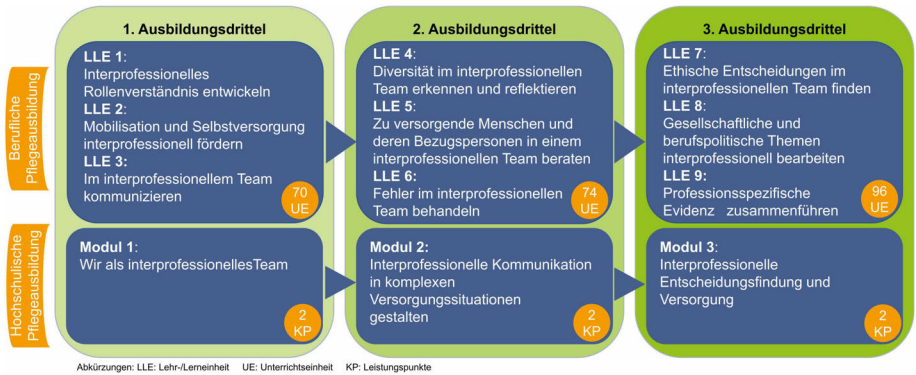 1. Ausbildungsdrittel
2. Ausbildungsdrittel
3. Ausbildungsdrittel
Berufliche
Pflegeausbildung
LLE 1:
Interprofessionelles
Rollenverständnis entwickeln
LLE 2:
Mobilisation und Selbstversorgung
interprofessionell fördern
LLE 3:
Im interprofessionellem Team
kommunizieren
70
UE
LLE 4:
Diversität im interprofessionellen
Team erkennen und reflektieren
LLE 5:
Zu versorgende Menschen und
deren Bezugspersonen in einem
interprofessionellen Team beraten
LLE 6:
Fehler im interprofessionellen
Team behandeln
74
UE
LLE 7:
Ethische Entscheidungen im
interprofessionellen Team finden
LLE 8:
Gesellschaftliche und
berufspolitische Themen
interprofessionell bearbeiten
LLE 9:
Professionsspezifische
Evidenz zusammenführen
96
UE
Hochschulische
Pflegeausbildung
Modul 1:
Wir als interprofessionellesTeam
2
KP
Modul 2:
Interprofessionelle Kommunikation
in komplexen
Versorgungssituationen
gestalten
2
KP
Modul 3:
Interprofessionelle
Entscheidungsfindung und
Versorgung
2
KP
Abkürzungen: LLE: Lehr-/Lerneinheit UE: Unterrichtseinheit KP: Leistungspunkte